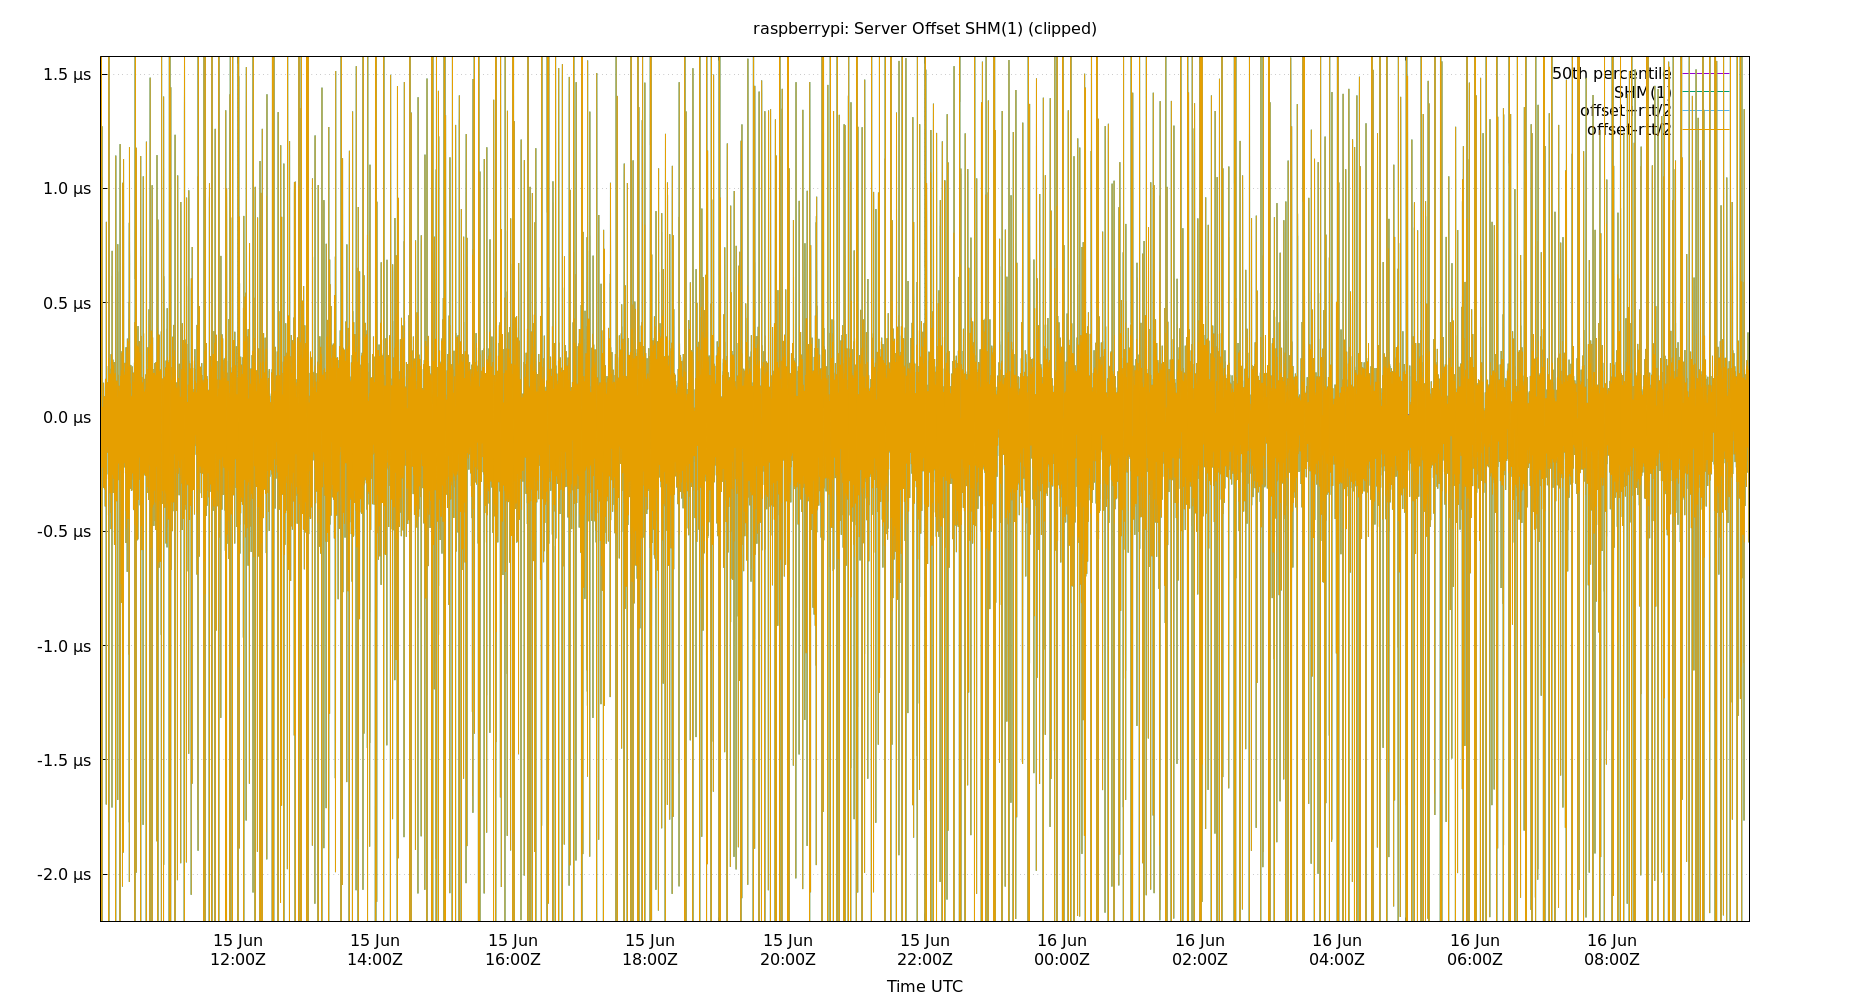 raspberrypi: Server Offset SHM(1) (clipped)
1.5 µs
1.0 µs
0.5 µs
0.0 µs
-0.5 µs
-1.0 µs
-1.5 µs
-2.0 µs
50th percentile
SHM(1)
offset+rtt/2
offset-rtt/2
15 Jun 15 Jun 15 Jun 15 Jun 15 Jun 15 Jun 16 Jun 16 Jun 16 Jun 16 Jun 16 Jun
12:00Z 14:00Z 16:00Z 18:00Z 20:00Z 22:00Z 00:00Z 02:00Z 04:00Z 06:00Z 08:00Z
Time UTC